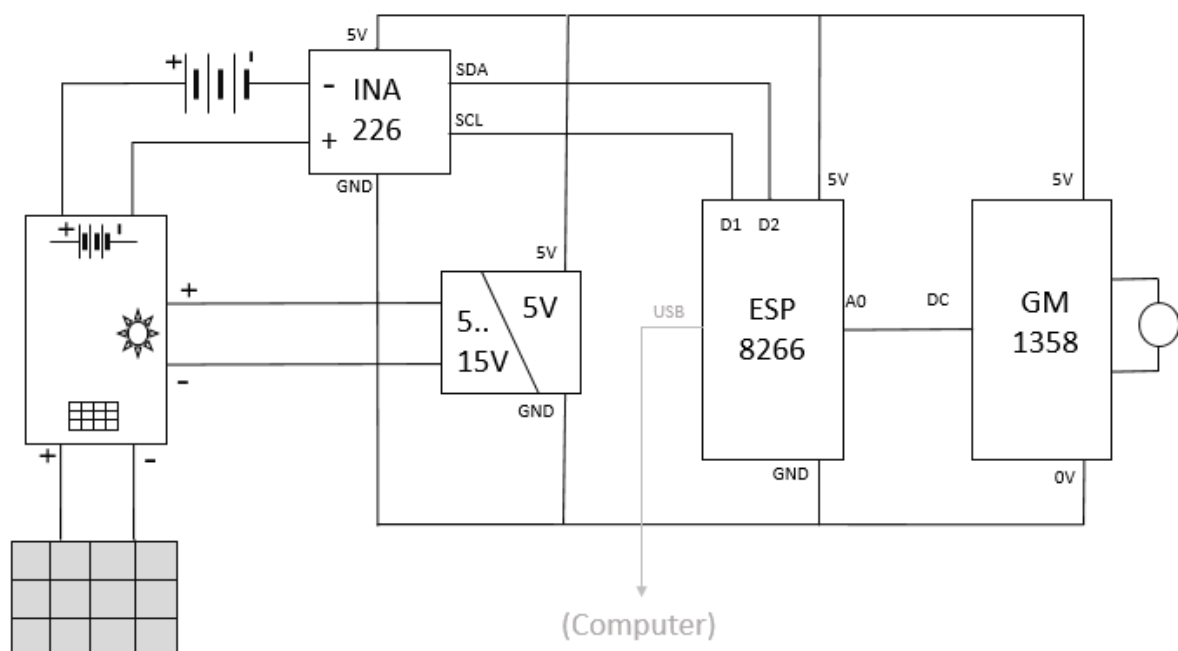 5V
+
-
INA
226
+
SDA
SCL
GND
5V
5V
D1 D2
+
5V
5..
15V
5V
USB
ESP
8266
A0
DC
GM
1358
-
GND
GND
0V
+
-
(Computer)